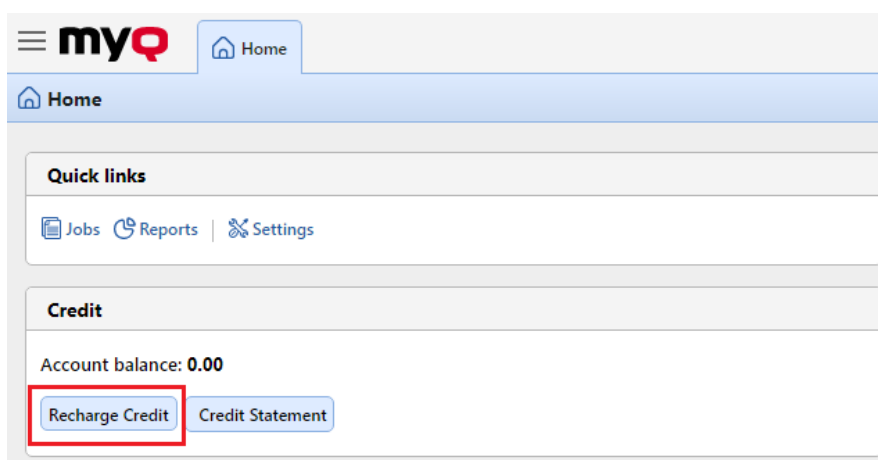 myQ Home
Home
Quick links
Jobs Reports | Settings
Credit
Account balance: 0.00
Recharge Credit Credit Statement